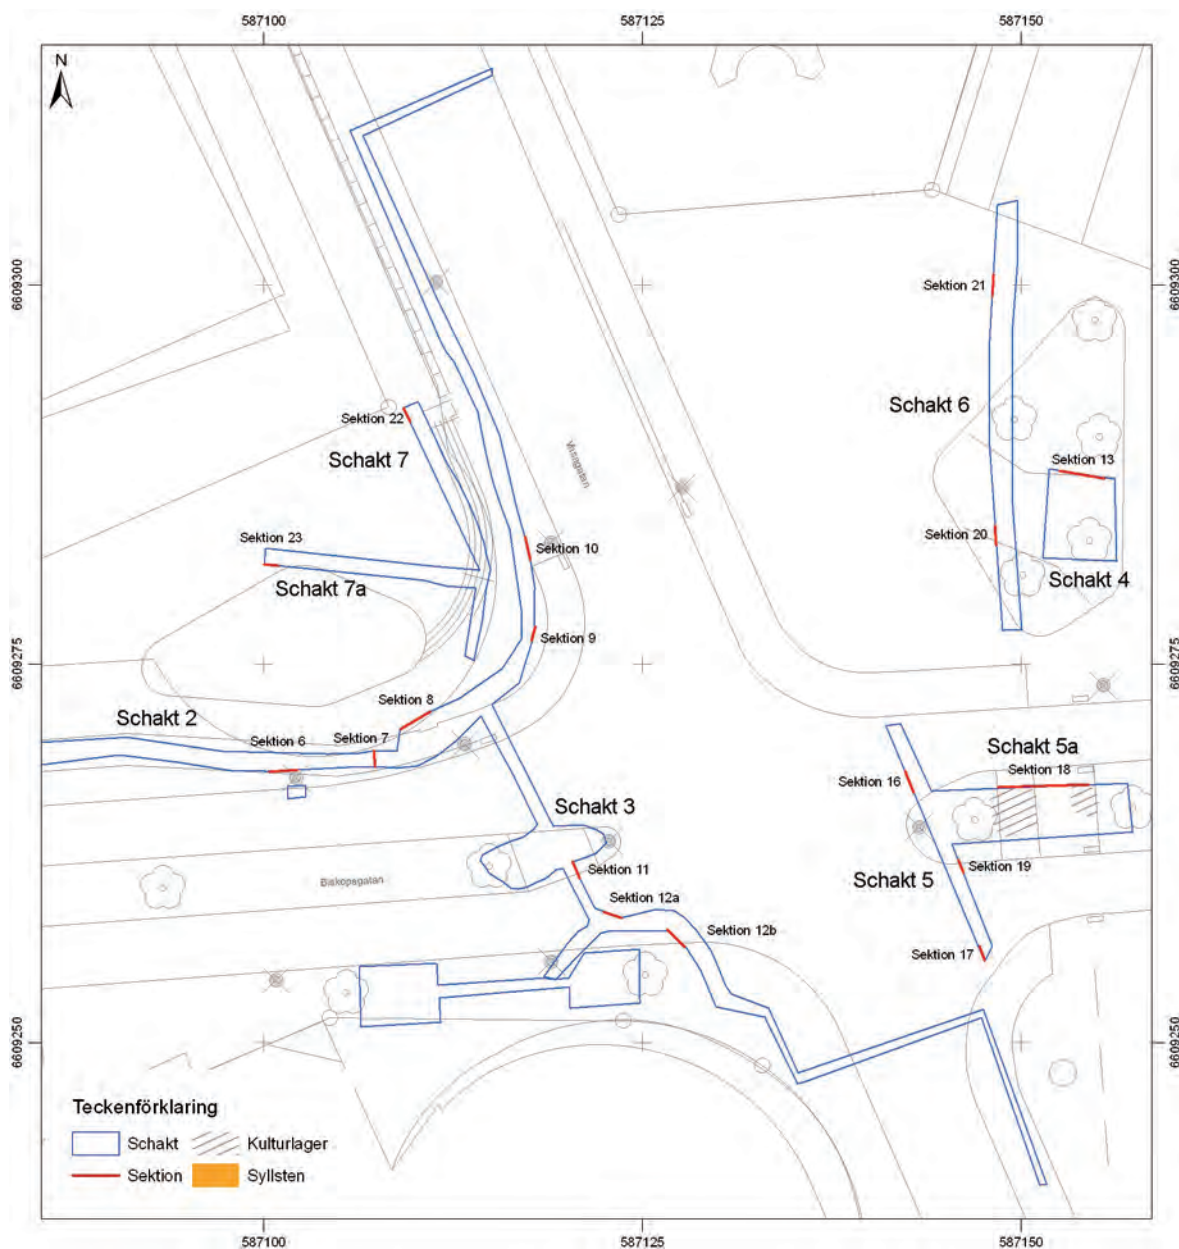 587100 587125 587150
N
6609300 6609300
Sektion 21
Schakt 6
Sektion 22
Schakt 7
Vasagatan
Sektion 13
Sektion 23
Sektion 10
Sektion 20
Schakt 7a
Schakt 4
Sektion 9
6609275 6609275
Sektion 8
Schakt 2
Sektion 6
Sektion 7
Schakt 5a
Sektion 18
Sektion 16
Schakt 3
Sektion 11
Sektion 19
Biskopsgatan
Schakt 5
Sektion 12a
Sektion 12b
Sektion 17
6609250 6609250
Teckenförklaring
Schakt Kulturlager
Sektion Syllsten
587100 587125 587150